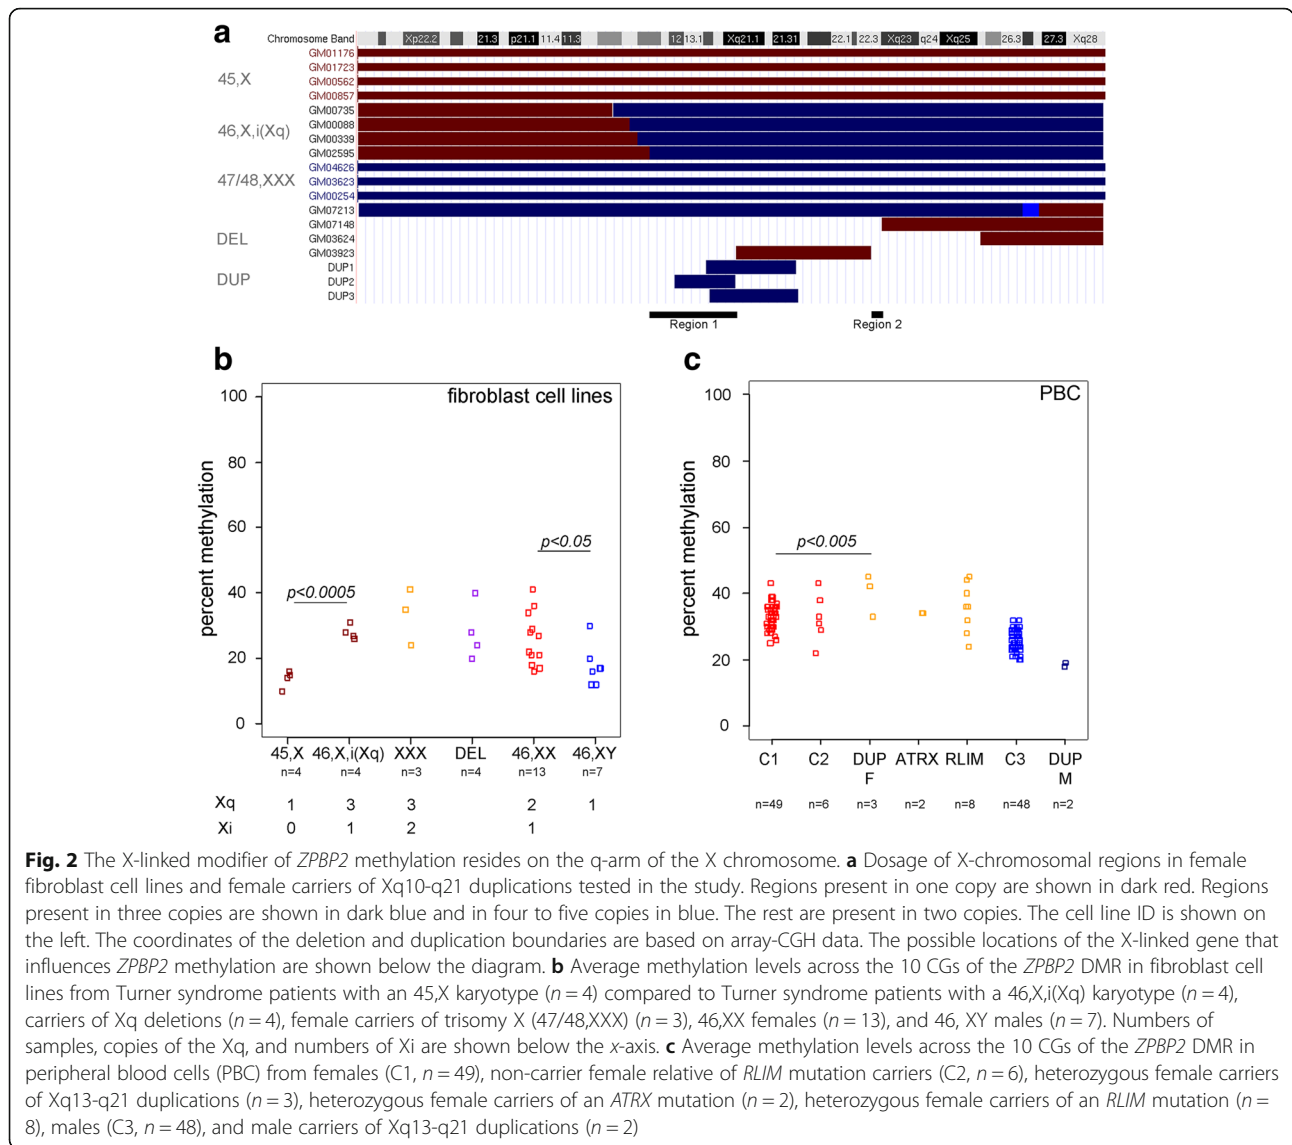 a
Chromosome Band Xp22.2 21.3 p21.1 11.4 11.3 12 13.1 Xq21.1 21.31 22.1 22.3 Xq23 q24 Xq25 26.3 27.3 Xq28
45,X
GM01176
GM01723
GM00562
GM00857
46,X,i(Xq)
GM00735
GM00088
GM00339
GM02595
47/48,XXX
GM04626
GM03623
GM00254
GM07213
DEL
GM07148
GM03624
GM03923
DUP
DUP1
DUP2
DUP3
Region 1 Region 2
b
fibroblast cell lines
percent methylation
100
80
60
40
20
0
p<0.0005
p<0.05
45,X 46,X,i(Xq) XXX DEL 46,XX 46,XY
n=4 n=4 n=3 n=4 n=13 n=7
Xq 1 3 3 2 1
Xi 0 1 2 1
c
PBC
percent methylation
100
80
60
40
20
0
p<0.005
C1 C2 DUP ATRX RLIM C3 DUP
F M
n=49 n=6 n=3 n=2 n=8 n=48 n=2
Fig. 2 The X-linked modifier of ZPBP2 methylation resides on the q-arm of the X chromosome. a Dosage of X-chromosomal regions in female
fibroblast cell lines and female carriers of Xq10-q21 duplications tested in the study. Regions present in one copy are shown in dark red. Regions
present in three copies are shown in dark blue and in four to five copies in blue. The rest are present in two copies. The cell line ID is shown on
the left. The coordinates of the deletion and duplication boundaries are based on array-CGH data. The possible locations of the X-linked gene that
influences ZPBP2 methylation are shown below the diagram. b Average methylation levels across the 10 CGs of the ZPBP2 DMR in fibroblast cell
lines from Turner syndrome patients with an 45,X karyotype (n = 4) compared to Turner syndrome patients with a 46,X,i(Xq) karyotype (n = 4),
carriers of Xq deletions (n = 4), female carriers of trisomy X (47/48,XXX) (n = 3), 46,XX females (n = 13), and 46, XY males (n = 7). Numbers of
samples, copies of the Xq, and numbers of Xi are shown below the x-axis. c Average methylation levels across the 10 CGs of the ZPBP2 DMR in
peripheral blood cells (PBC) from females (C1, n = 49), non-carrier female relative of RLIM mutation carriers (C2, n = 6), heterozygous female carriers
of Xq13-q21 duplications (n = 3), heterozygous female carriers of an ATRX mutation (n = 2), heterozygous female carriers of an RLIM mutation (n =
8), males (C3, n = 48), and male carriers of Xq13-q21 duplications (n = 2)